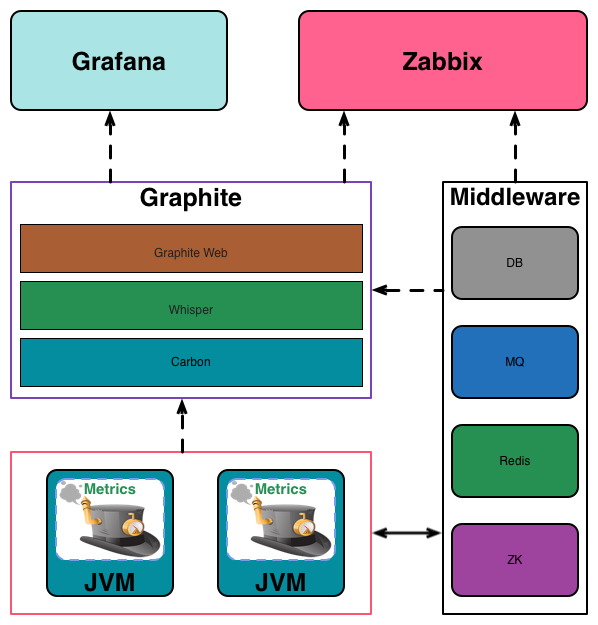 Grafana
Zabbix
Graphite
Middleware
Graphite Web
Whisper
Carbon
DB
MQ
Redis
ZK
Metrics
JVM
Metrics
JVM